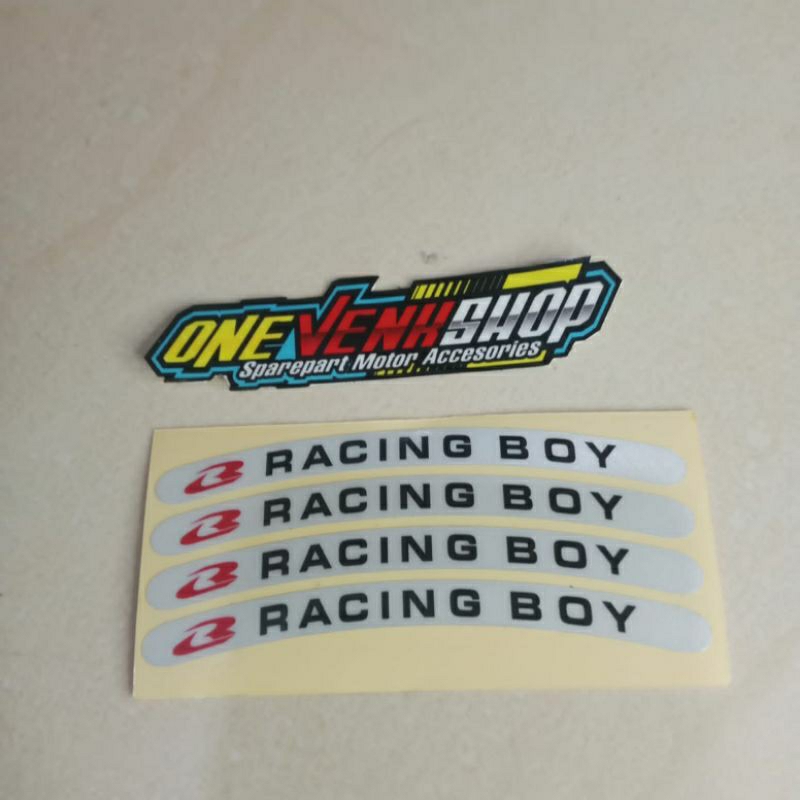 ONEVENKSHOP
Sparepart Motor Accesories
RACING BOY
RACING BOY
RACING BOY
RACING BOY